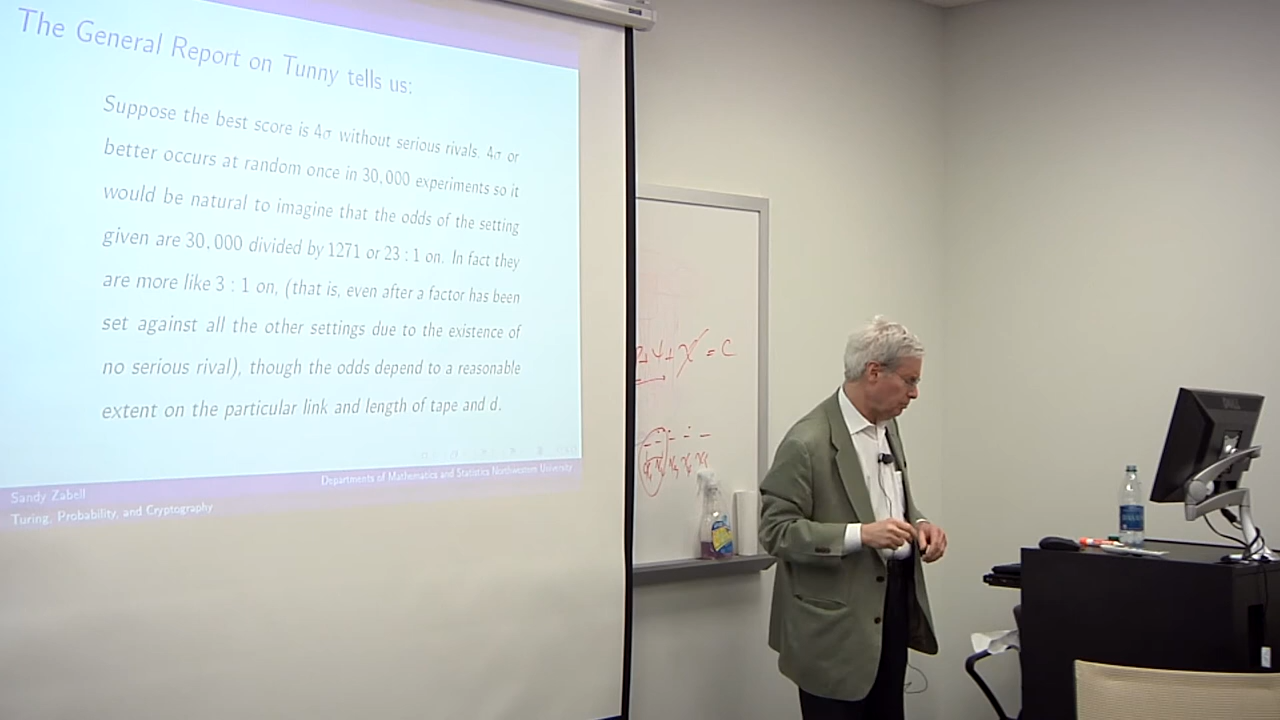 The General Report on Tunny tells us:
Suppose the best score is 4σ without serious rivals. 4σ or
better occurs at random once in 30,000 experiments so it
would be natural to imagine that the odds of the setting
given are 30,000 divided by 1271 or 23 : 1 on. In fact they
are more like 3 : 1 on, (that is, even after a factor has been
set against all the other settings due to the existence of
no serious rival), though the odds depend to a reasonable
extent on the particular link and length of tape and d.
Sandy Zabell
Departments of Mathematics and Statistics Northwestern University
Turing, Probability, and Cryptography
= C
DELL